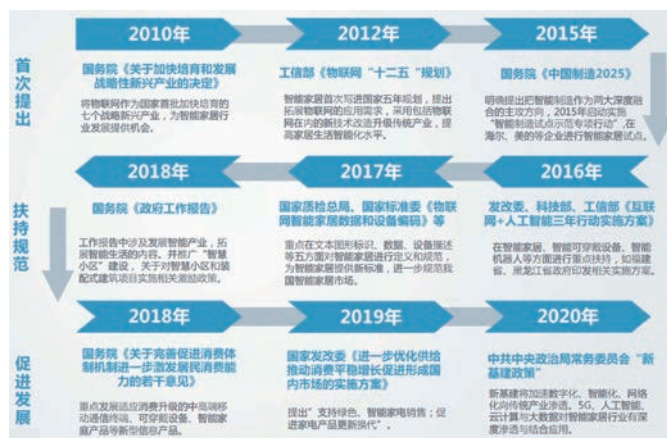 首次提出
2010年
国务院《关于加快培育和发展
战略性新兴产业的决定》
将物联网作为国家首批加快培育的
七个战略新兴产业，为智能家居行
业发展提供机会。
2012年
工信部《物联网“十二五”规划》
智能家居首次写进国家五年规划，提出
拓展物联网的应用需求，采用包括物联
网在内的新技术改造升级传统产业，提
高家居生活智能化水平。
2015年
国务院《中国制造2025》
明确提出把智能制造作为两大深度融
合的主攻方向，2015年启动实施
“智能制造试点示范专项行动”,在
海尔、美的等企业进行智能家居试点。
扶持规范
2018年
国务院《政府工作报告》
工作报告中涉及发展智能产业，拓
展智能生活的内容。并推广“智慧
小区”建设，关于对智慧小区和装
配式建筑项目实施相关激励政策。
2017年
国家质检总局、国家标准委《物联
网智能家居数据和设备编码》等
重点在文本图形标识、数据、设备描述
等五方面对智能家居进行定义和规范，
为智能家居提供新标准，进一步规范我
国智能家居市场。
2016年
发改委、科技部、工信部《互联
网+人工智能三年行动实施方案》
在智能家居、智能可穿戴设备、智能
机器人等方面进行重点扶持，如福建
省、黑龙江省政府印发相关实施方案。
促进发展
2018年
国务院《关于完善促进消费体
制机制进一步激发居民消费能
力的若干意见》
重点发展适应消费升级的中高端移
动通信终端、可穿戴设备、智能家
庭产品等新型信息产品。
2019年
国家发改委《进一步优化供给
推动消费平稳增长促进形成国
内市场的实施方案》
提出“支持绿色、智能家电销售；促
进家电产品更新换代”。
2020年
中共中央政治局常务委员会“新
基建政策”
新基建将加速数字化、智能化、网络
化向传统产业渗透。5G、人工智能、
云计算与大数据对智能家居行业有深
度渗透与结合应用。